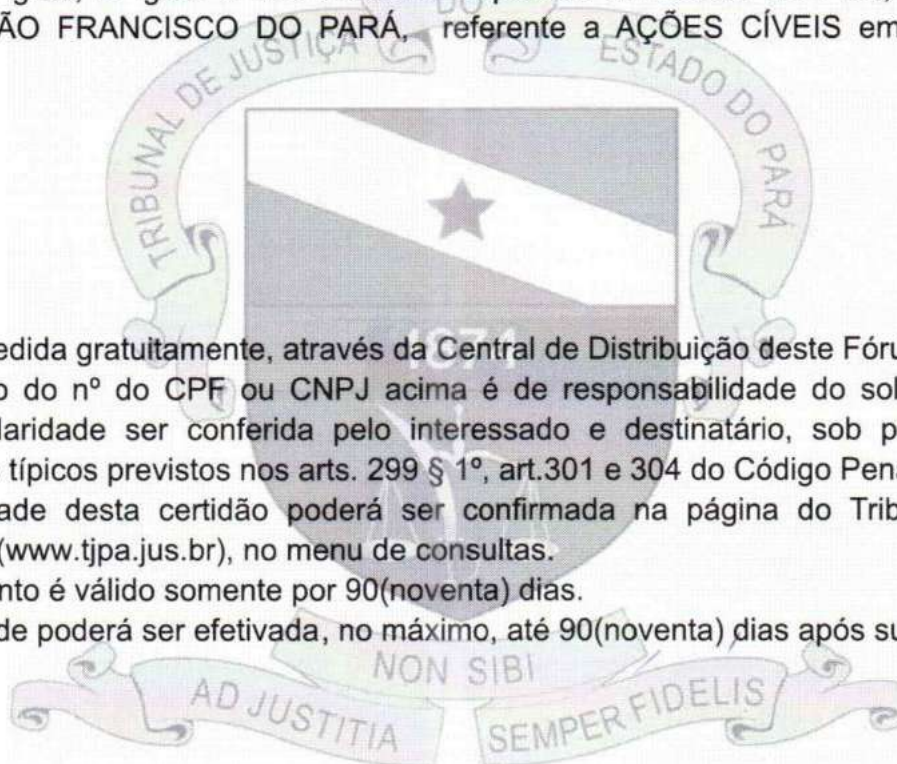 ÃO FRANCISCO DO PARÁ, referente a AÇÕES CÍVEIS em
TRIBUNAL DE JUSTIÇA DO ESTADO DO PARÁ
edida gratuitamente, através da Central de Distribuição deste Fóru
1874
o do nº do CPF ou CNPJ acima é de responsabilidade do sol
laridade ser conferida pelo interessado e destinatário, sob p
típicos previstos nos arts. 299 § 1º, art.301 e 304 do Código Pena
ade desta certidão poderá ser confirmada na página do Trib
(www.tjpa.jus.br), no menu de consultas.
nto é válido somente por 90(noventa) dias.
de poderá ser efetivada, no máximo, até 90(noventa) dias após su
NON SIBI
AD JUSTITIA SEMPER FIDELIS